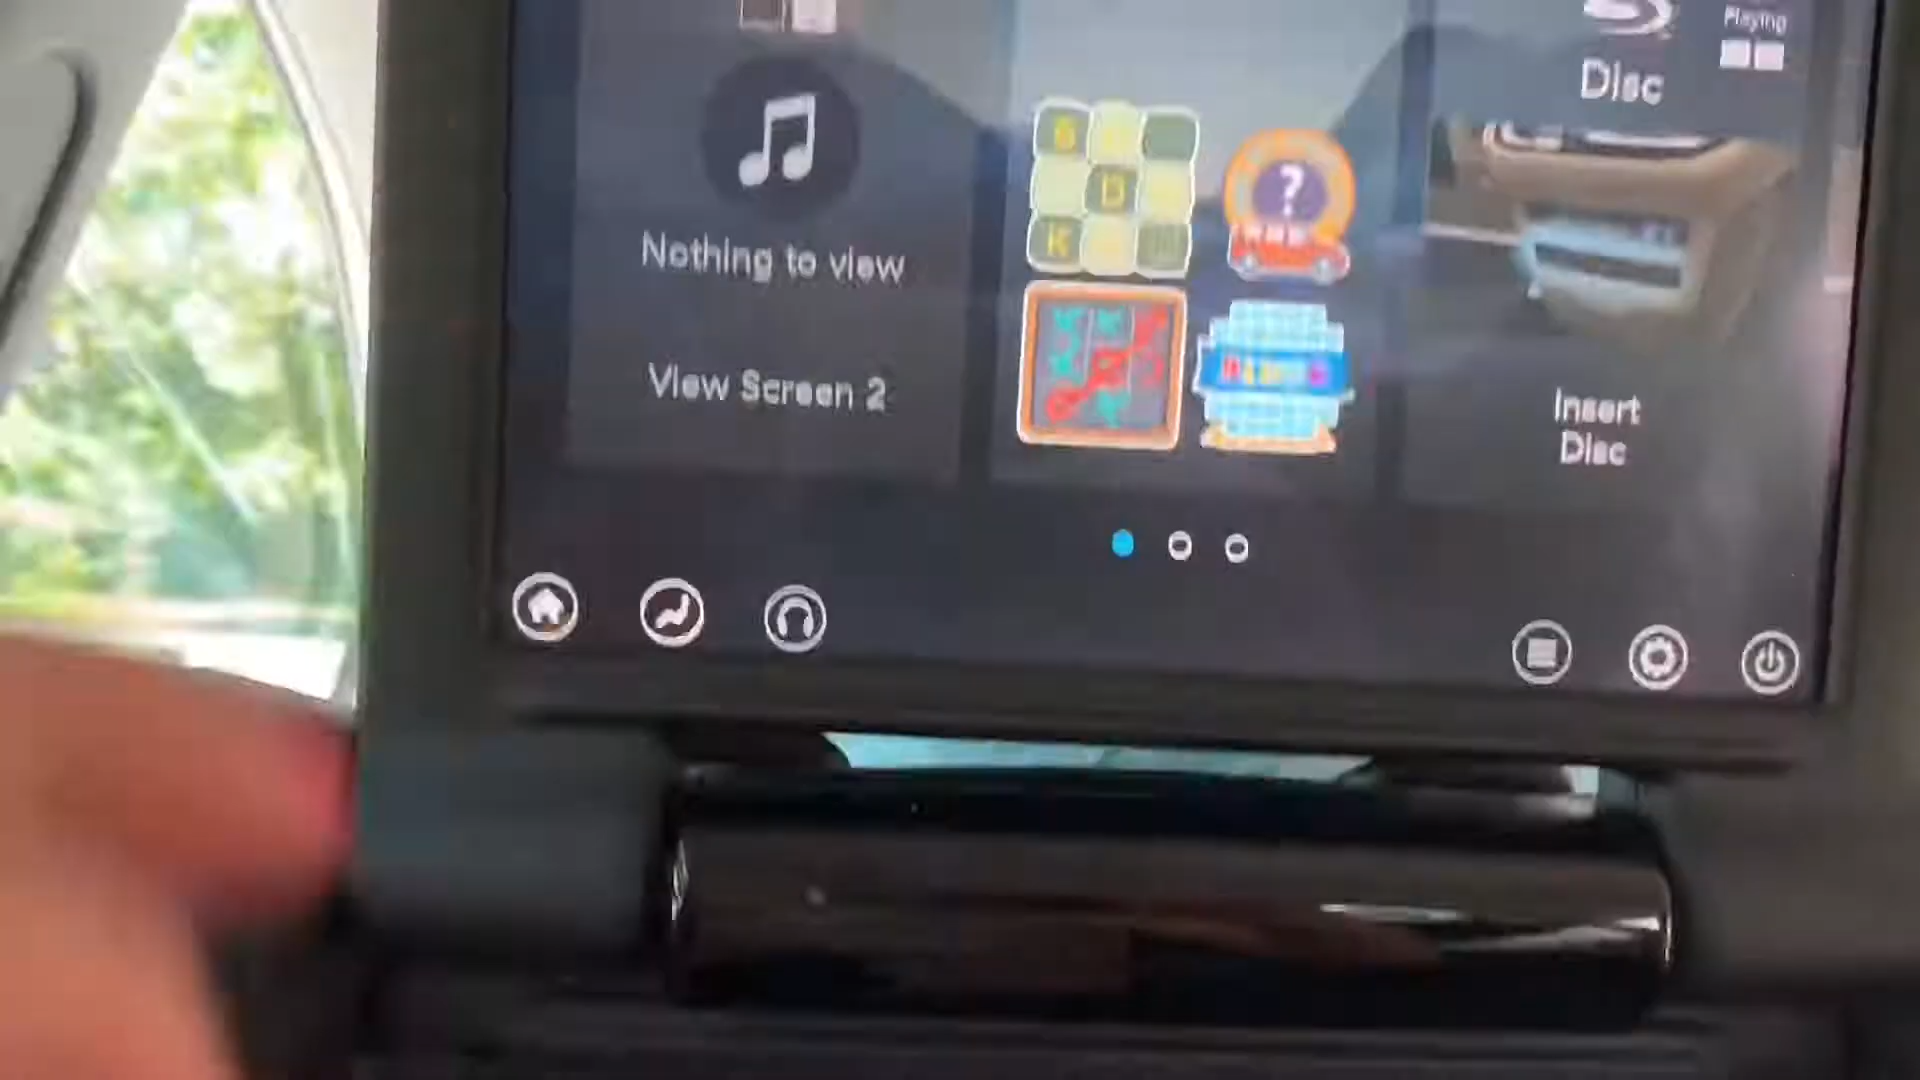 Playing
Disc
Nothing to view
View Screen 2
Insert
Disc